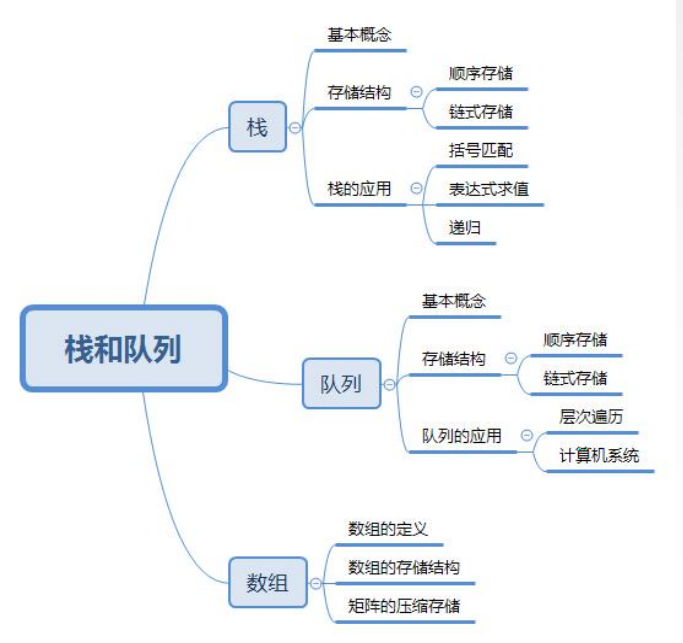 栈和队列
栈
基本概念
存储结构
顺序存储
链式存储
栈的应用
括号匹配
表达式求值
递归
队列
基本概念
存储结构
顺序存储
链式存储
队列的应用
层次遍历
计算机系统
数组
数组的定义
数组的存储结构
矩阵的压缩存储